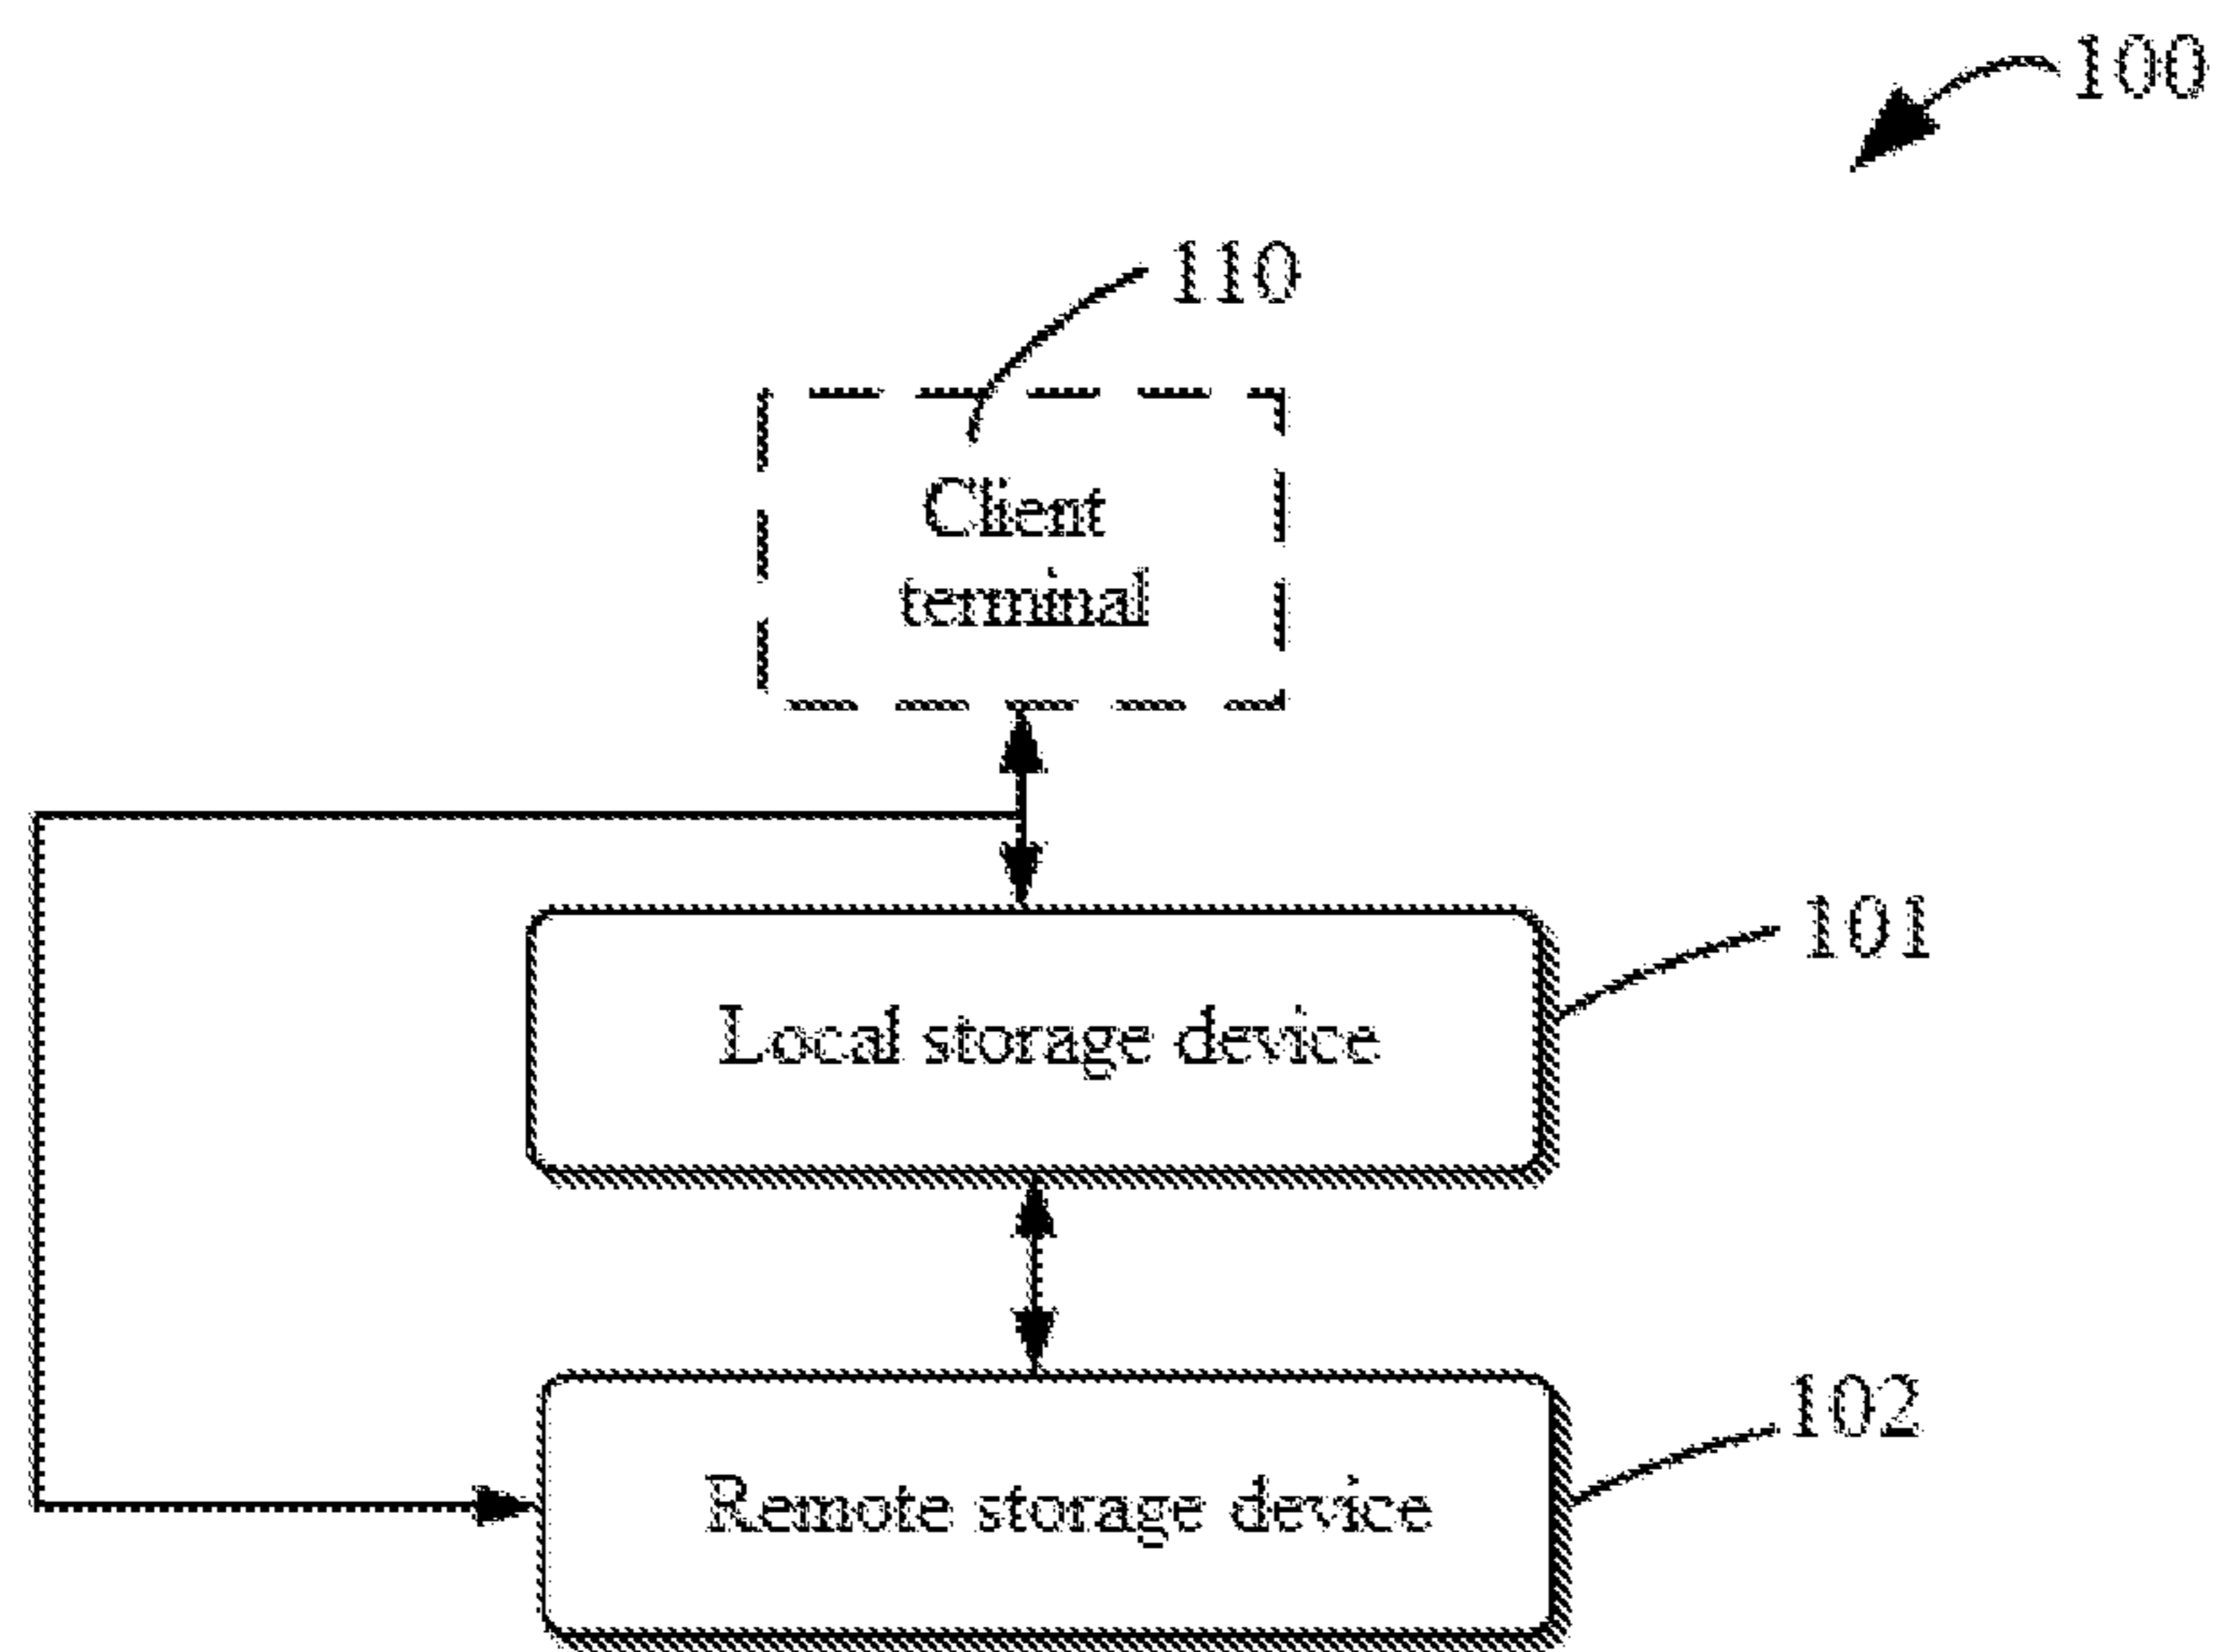 100
110
Client
terminal
101
Local storage device
102
Remote storage device